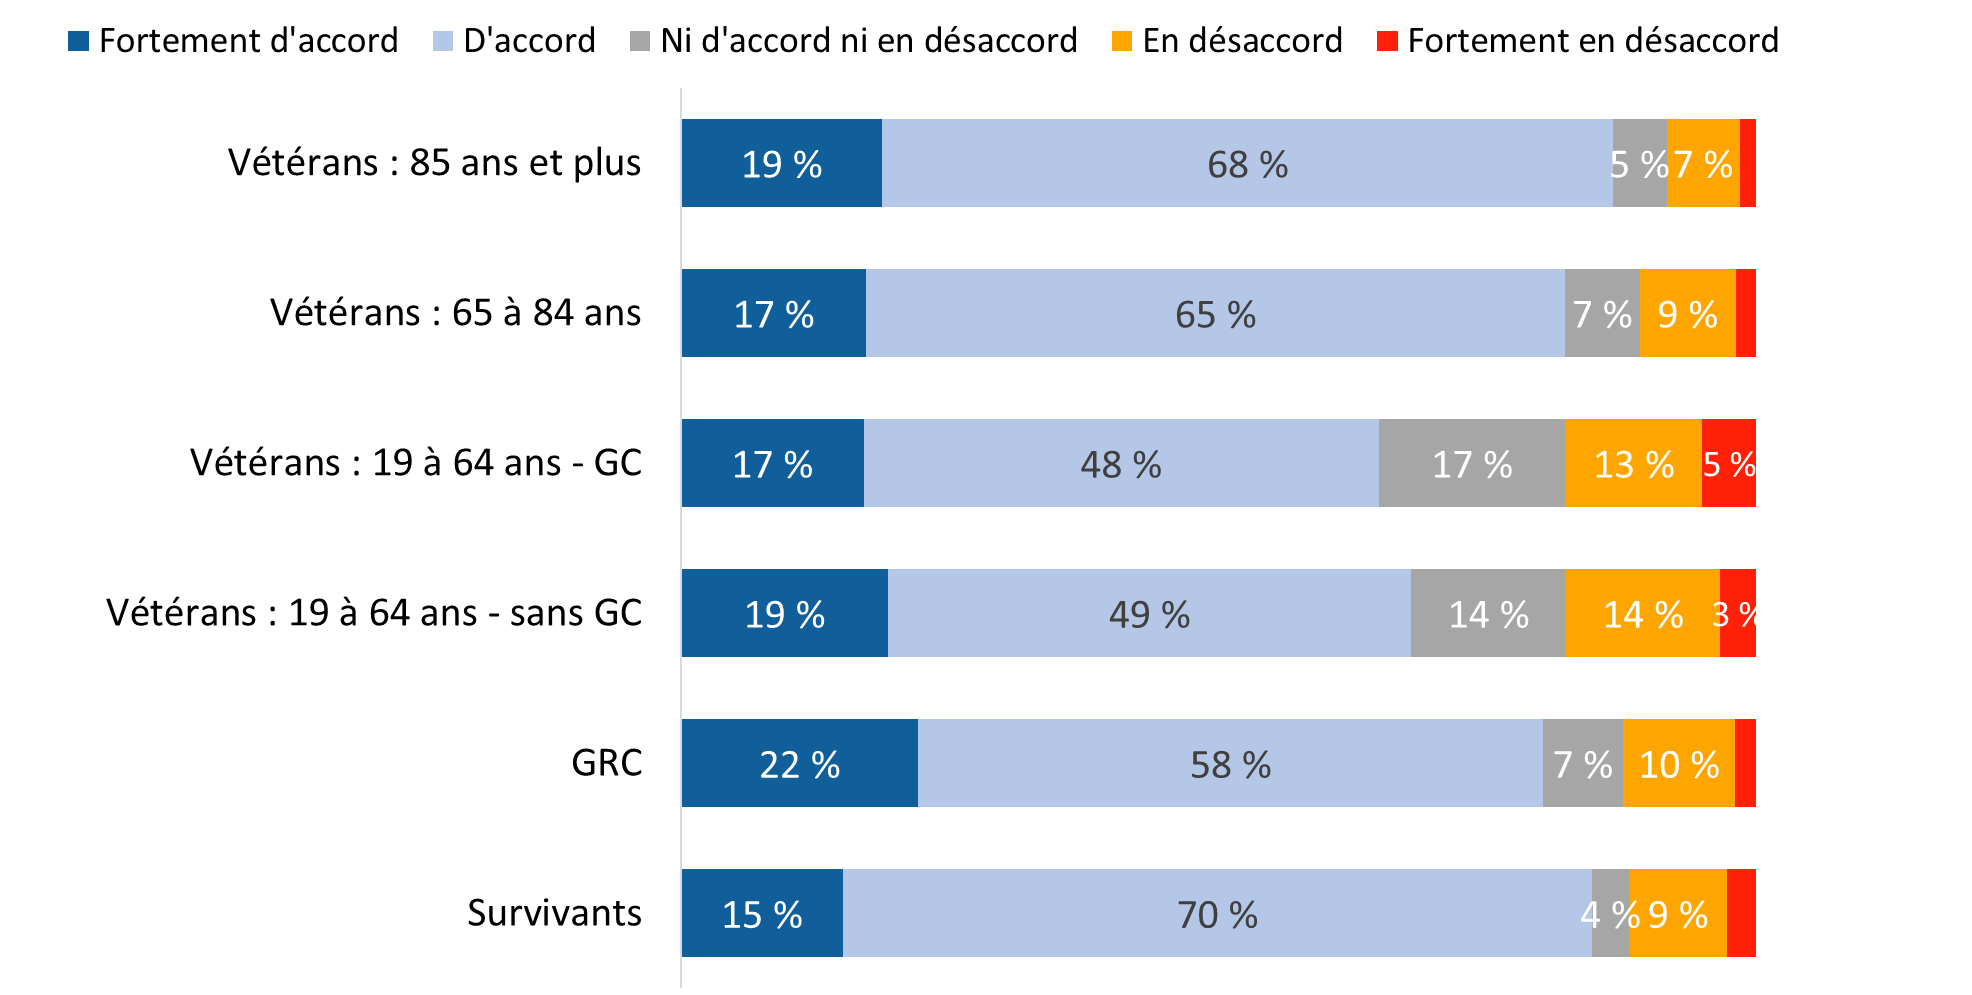 Fortement d'accord D'accord Ni d'accord ni en désaccord En désaccord Fortement en désaccord
Vétérans : 85 ans et plus 19 % 68 % 5 % 7 %
Vétérans : 65 à 84 ans 17 % 65 % 7 % 9 %
Vétérans : 19 à 64 ans - GC 17 % 48 % 17 % 13 % 5 %
Vétérans : 19 à 64 ans - sans GC 19 % 49 % 14 % 14 % 3 %
GRC 22 % 58 % 7 % 10 %
Survivants 15 % 70 % 4 % 9 %